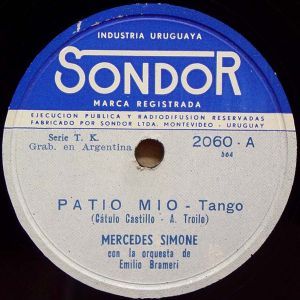 INDUSTRIA URUGUAYA
SONDOR
MARCA REGISTRADA
EJECUCION PUBLICA Y RADIODIFUSION RESERVADAS
FABRICADO POR SONDOR LTDA. MONTEVIDEO - URUGUAY
Serie T. K.
Grab. en Argentina
2060 - A
564
PATIO MIO - Tango
(Cátulo Castillo - A. Troilo)
MERCEDES SIMONE
con la orquesta de
Emilio Brameri